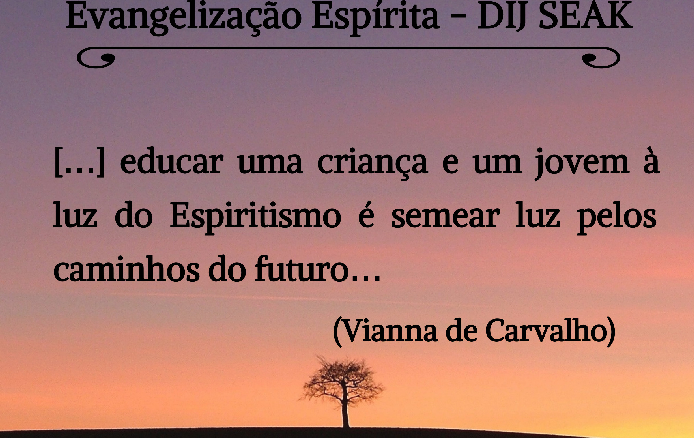 Evangelização Espírita – DIJ SEAK
[...] educar uma criança e um jovem à
luz do Espiritismo é semear luz pelos
caminhos do futuro...
(Vianna de Carvalho)